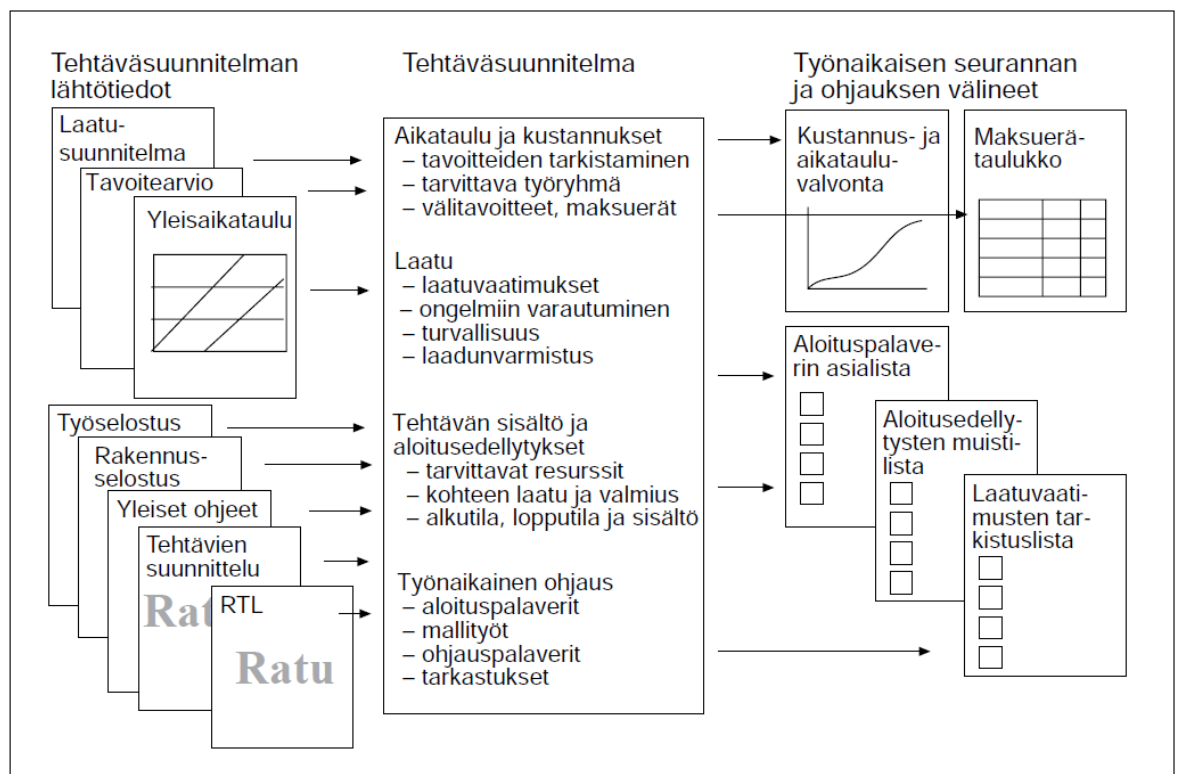 Tehtäväsuunnitelman
lähtötiedot
Laatu-
suunnitelma
Tavoitearvio
Yleisaikataulu
Työselostus
Rakennus-
selostus
Yleiset ohjeet
Tehtävien
suunnittelu
Rat
RTL
Ratu
Tehtäväsuunnitelma
Aikataulu ja kustannukset
– tavoitteiden tarkistaminen
– tarvittava työryhmä
– välitavoitteet, maksuerät
Laatu
– laatuvaatimukset
– ongelmiin varautuminen
– turvallisuus
– laadunvarmistus
Tehtävän sisältö ja
aloitusedellytykset
– tarvittavat resurssit
– kohteen laatu ja valmius
– alkutila, lopputila ja sisältö
Työnaikainen ohjaus
– aloituspalaverit
– mallityöt
– ohjauspalaverit
– tarkastukset
Työnaikaisen seurannan
ja ohjauksen välineet
Kustannus- ja
aikataulu-
valvonta
Maksuerä-
taulukko
Aloituspalave-
rin asialista
Aloitusedelly-
tysten muisti-
lista
Laatuvaati-
musten tar-
kistuslista